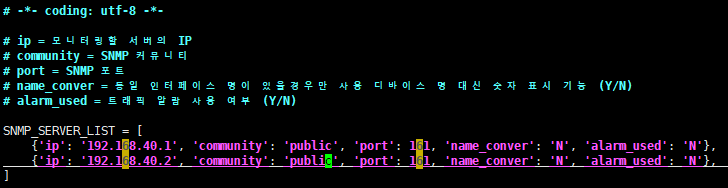 # -*- coding: utf-8 -*-
# ip = 모니터링할 서버의 IP
# community = SNMP 커뮤니티
# port = SNMP 포트
# name_conver = 동일 인터페이스 명이 있을경우만 사용 디바이스 명 대신 숫자 표시 기능 (Y/N)
# alarm_used = 트래픽 알람 사용 여부 (Y/N)
SNMP_SERVER_LIST = [
{'ip': '192.168.40.1', 'community': 'public', 'port': 161, 'name_conver': 'N', 'alarm_used': 'N'},
{'ip': '192.168.40.2', 'community': 'public', 'port': 161, 'name_conver': 'N', 'alarm_used': 'N'},
]